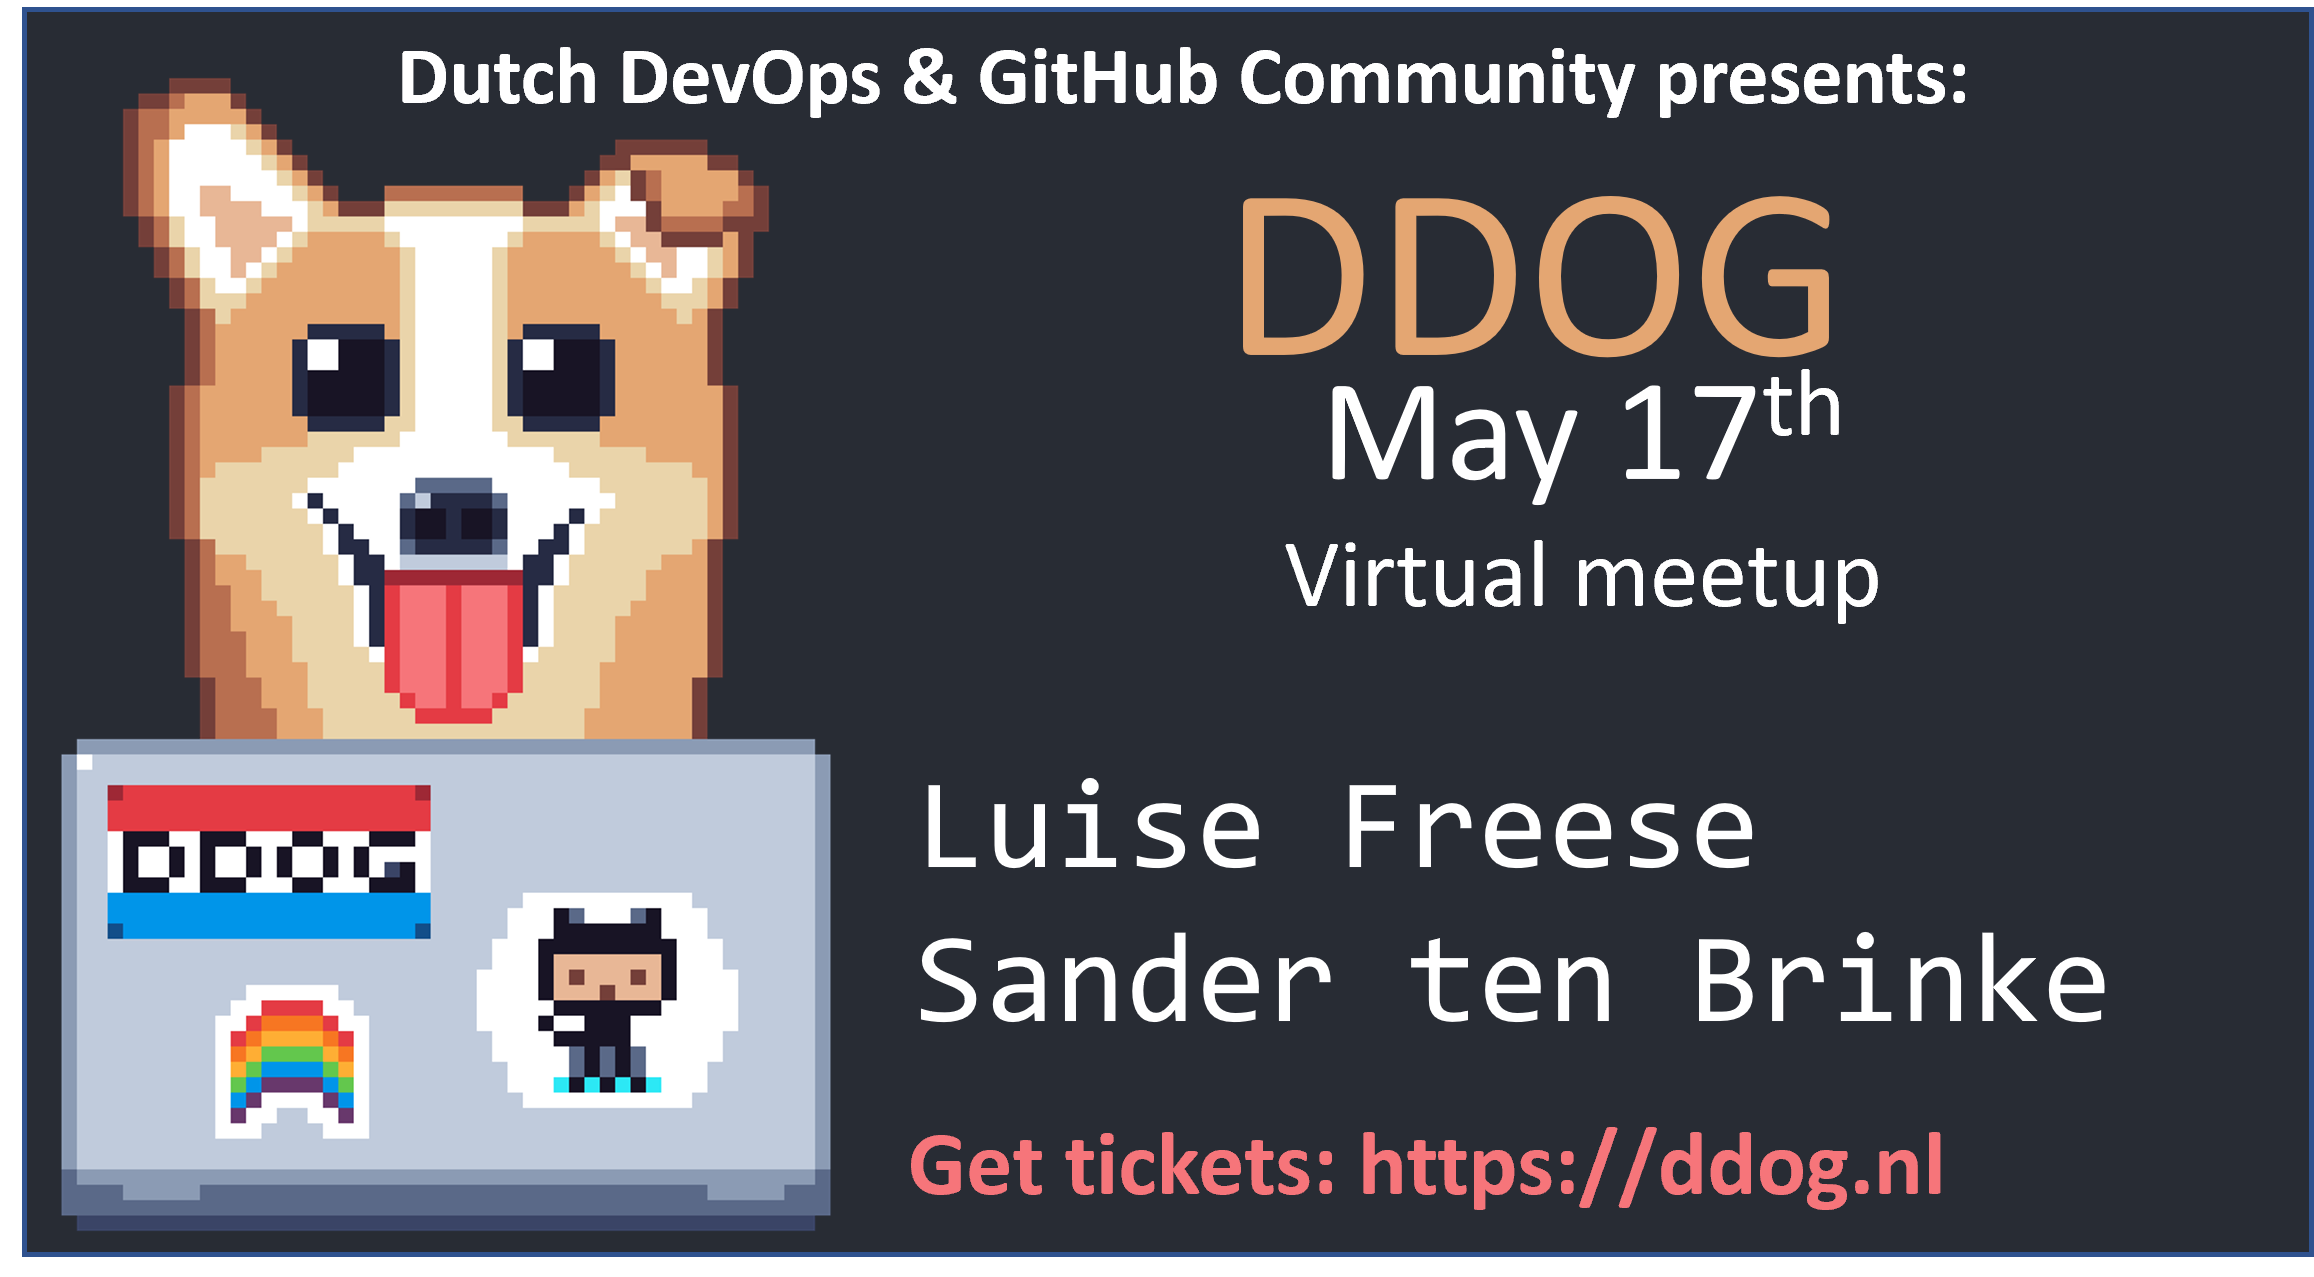 Dutch DevOps & GitHub Community presents:
DDOG
May 17th
Virtual meetup
Luise Freese
Sander ten Brinke
Get tickets: https://ddog.nl
DDOG